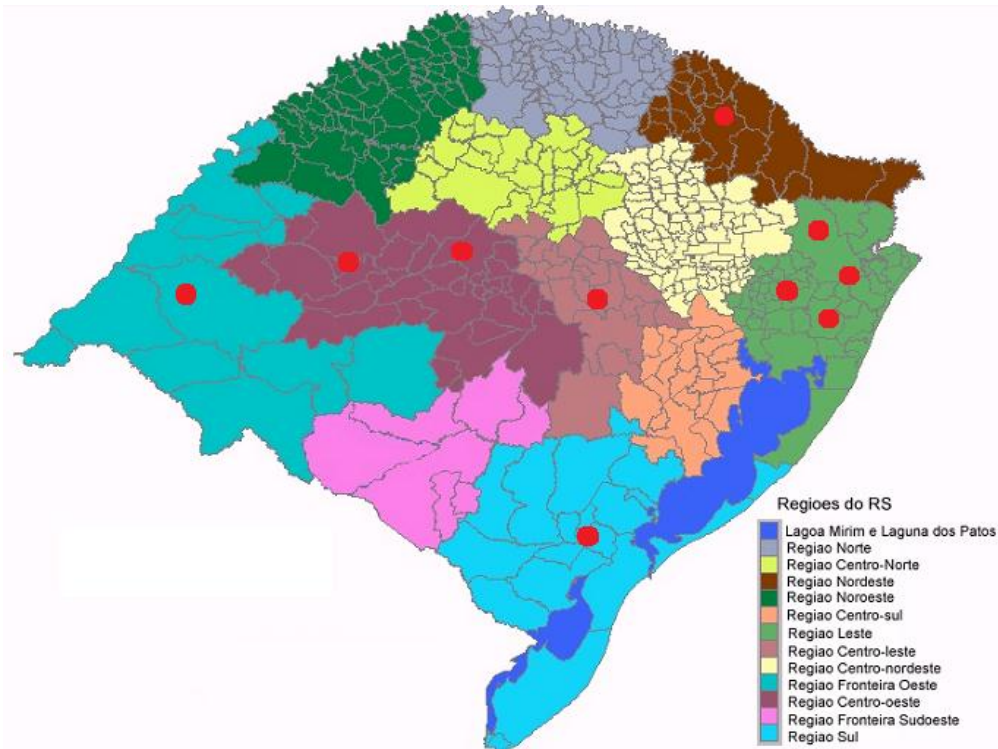 Regioes do RS
Lagoa Mirim e Laguna dos Patos
Regiao Norte
Regiao Centro-Norte
Regiao Nordeste
Regiao Noroeste
Regiao Centro-sul
Regiao Leste
Regiao Centro-leste
Regiao Centro-nordeste
Regiao Fronteira Oeste
Regiao Centro-oeste
Regiao Fronteira Sudoeste
Regiao Sul